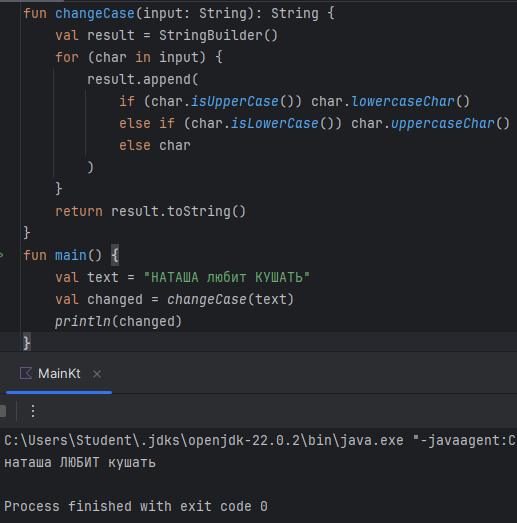 fun changeCase(input: String): String {
    val result = StringBuilder()
    for (char in input) {
        result.append(
            if (char.isUpperCase()) char.lowercaseChar()
            else if (char.isLowerCase()) char.uppercaseChar()
            else char
        )
    }
    return result.toString()
}
fun main() {
    val text = "НАТАША любит КУШАТЬ"
    val changed = changeCase(text)
    println(changed)
}
MainKt
C:\Users\Student\.jdks\openjdk-22.0.2\bin\java.exe "-javaagent:C
наташа ЛЮБИТ кушать
Process finished with exit code 0